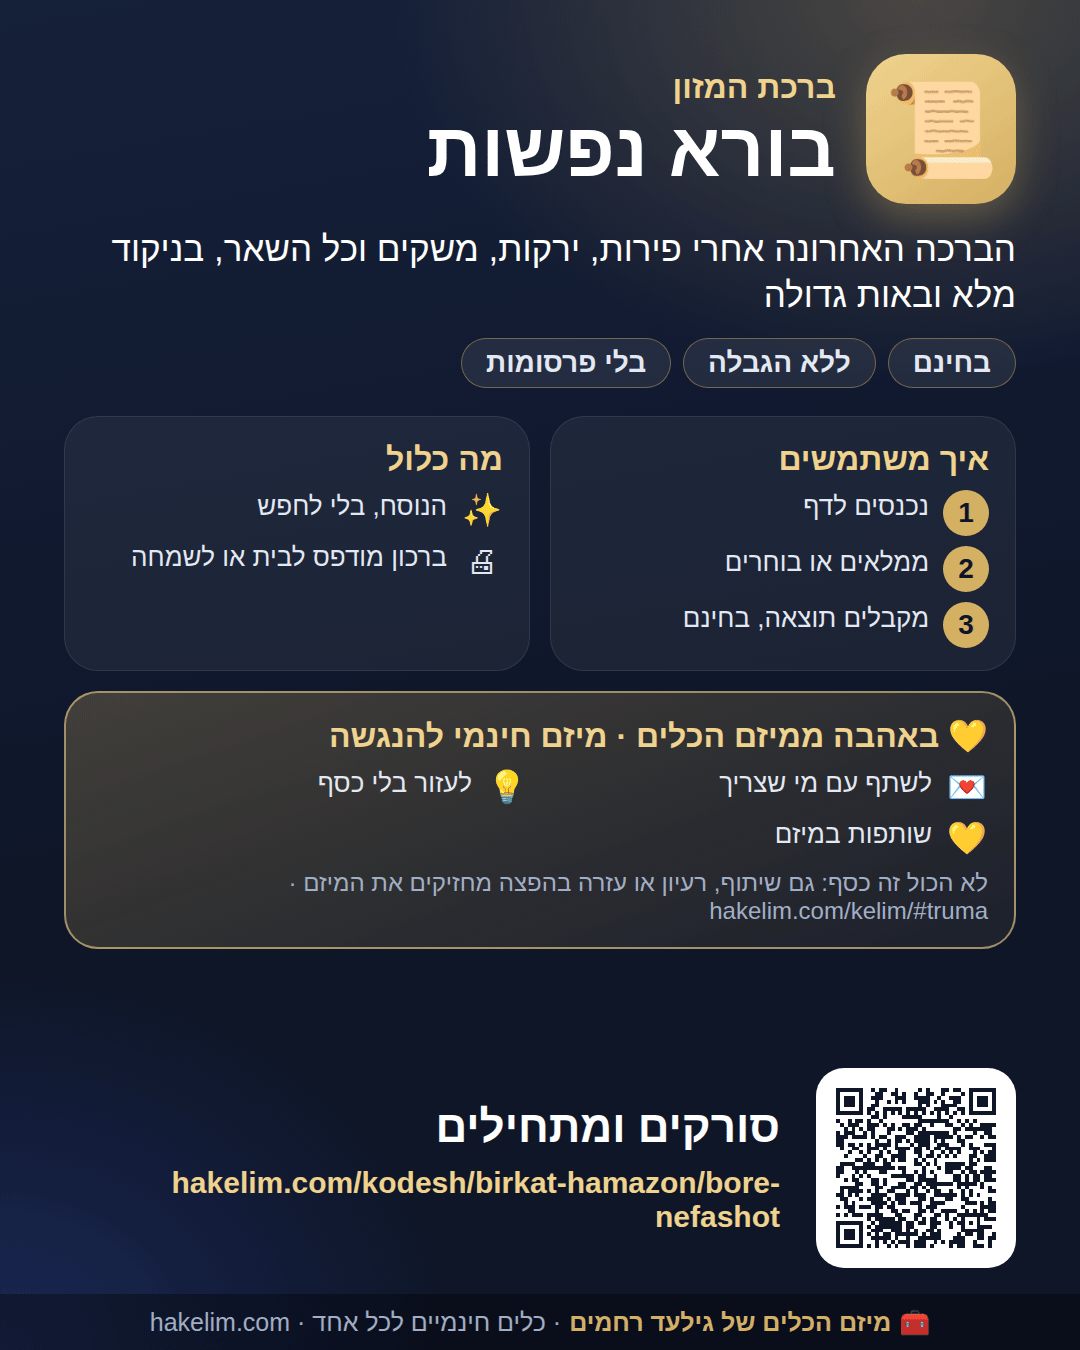 ברכת המזון
בורא נפשות
הברכה האחרונה אחרי פירות, ירקות, משקים וכל השאר, בניקוד
מלא ובאות גדולה
בחינם
ללא הגבלה
בלי פרסומות
איך משתמשים
1 נכנסים לדף
2 ממלאים או בוחרים
3 מקבלים תוצאה, בחינם
מה כלול
הנוסח, בלי לחפש
ברכון מודפס לבית או לשמחה
באהבה ממיזם הכלים · מיזם חינמי להנגשה
לשתף עם מי שצריך
לעזור בלי כסף
שותפות במיזם
לא הכול זה כסף: גם שיתוף, רעיון או עזרה בהפצה מחזיקים את המיזם ·
hakelim.com/kelim/#truma
סורקים ומתחילים
hakelim.com/kodesh/birkat-hamazon/bore-
nefashot
מיזם הכלים של גילעד רחמים · כלים חינמיים לכל אחד · hakelim.com